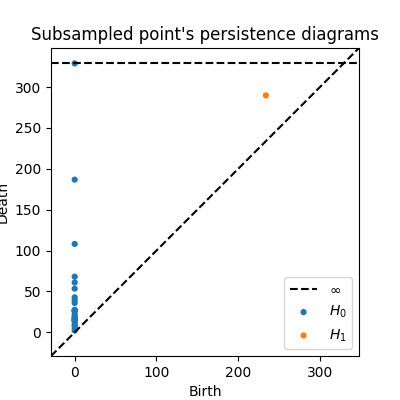 Subsampled point's persistence diagrams
Death
300
250
200
150
100
50
0
0 100 200 300
Birth
∞
H₀
H₁